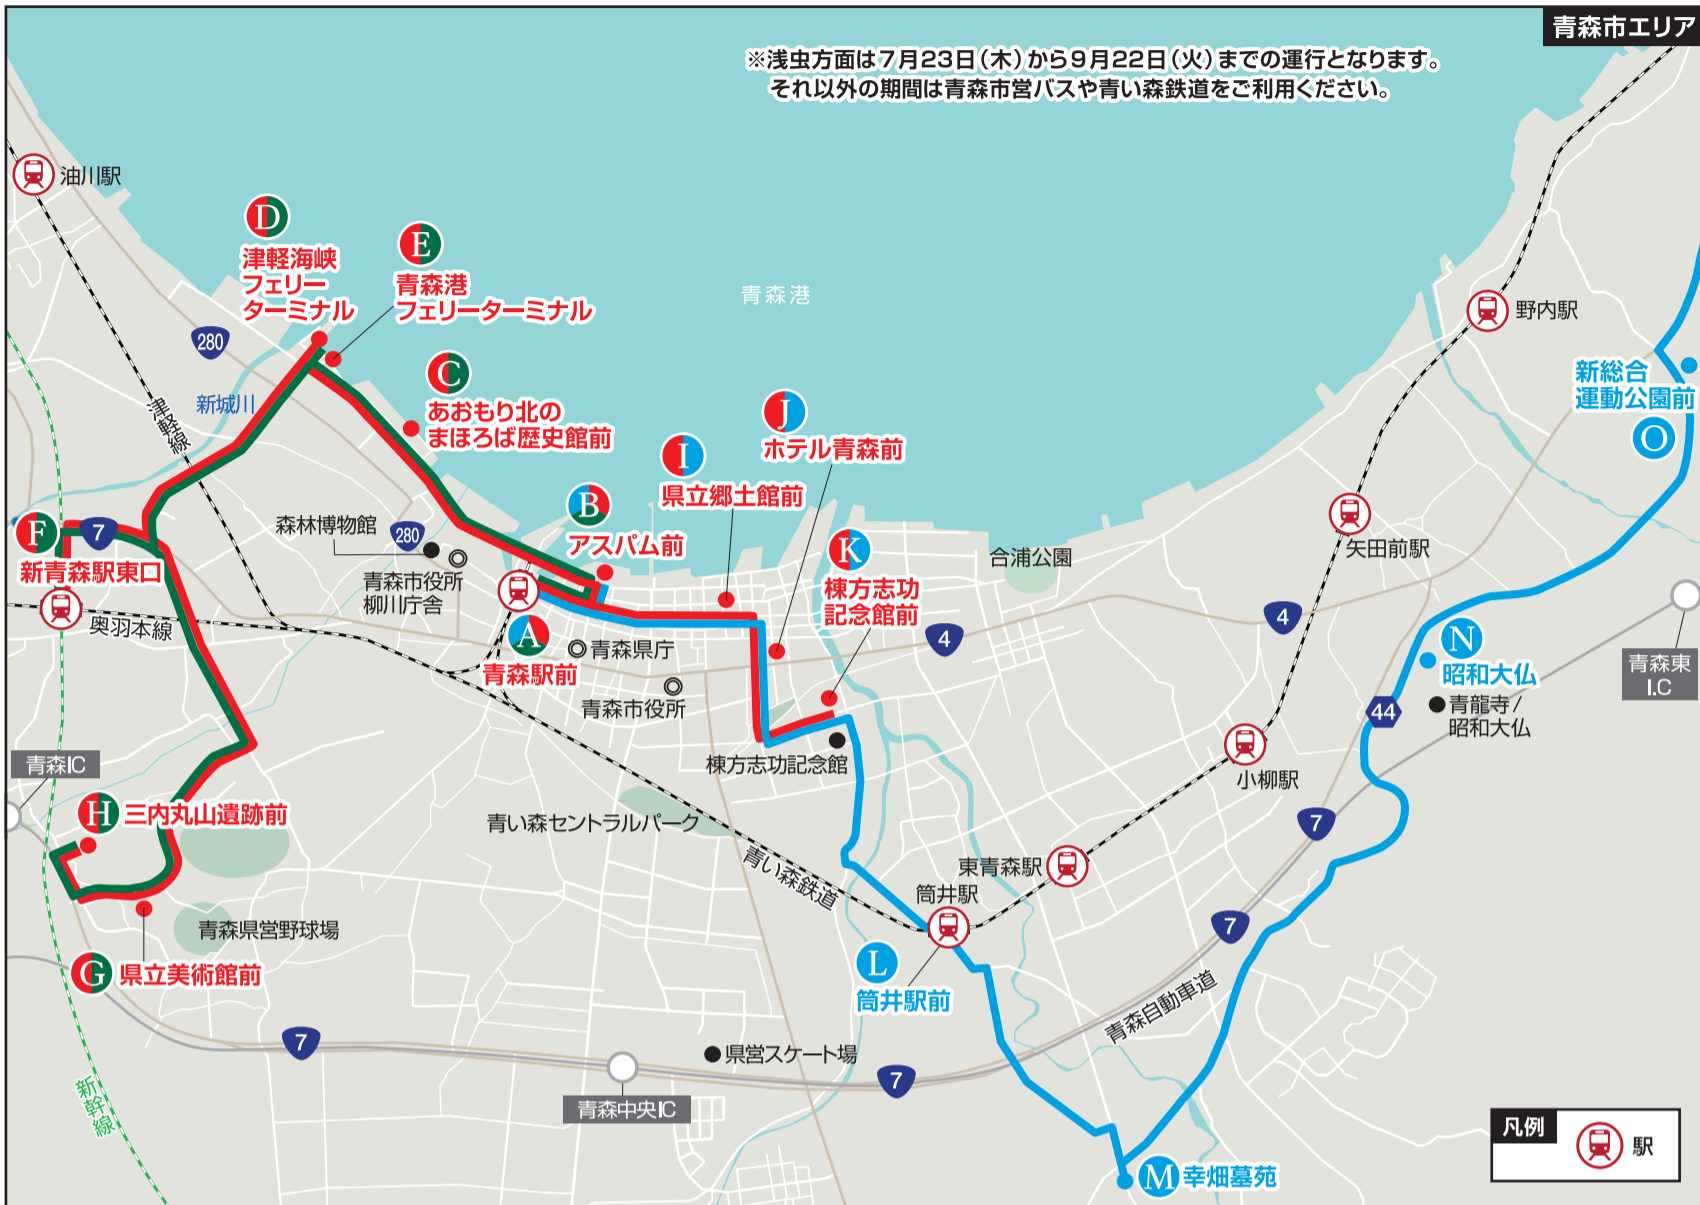 青森市エリア
※浅虫方面は7月23日(木)から9月22日(火)までの運行となります。
それ以外の期間は青森市営バスや青い森鉄道をご利用ください。
油川駅
D
津軽海峡
フェリー
ターミナル
E
青森港
フェリーターミナル
青森港
野内駅
280
新城川
津軽線
C
あおもり北の
まほろば歴史館前
J
ホテル青森前
I
県立郷土館前
新総合
運動公園前
O
F
7
新青森駅東口
森林博物館
280
青森市役所
柳川庁舎
B
アスパム前
K
棟方志功
記念館前
合浦公園
矢田前駅
奥羽本線
A
青森駅前
青森県庁
青森市役所
4
4
N
昭和大仏
青龍寺/
昭和大仏
44
青森東
I.C
青森IC
棟方志功記念館
小柳駅
H
三内丸山遺跡前
青い森セントラルパーク
7
青い森鉄道
東青森駅
筒井駅
青森県営野球場
7
G
県立美術館前
L
筒井駅前
青森自動車道
7
県営スケート場
7
新幹線
青森中央IC
凡例
駅
M
幸畑墓苑